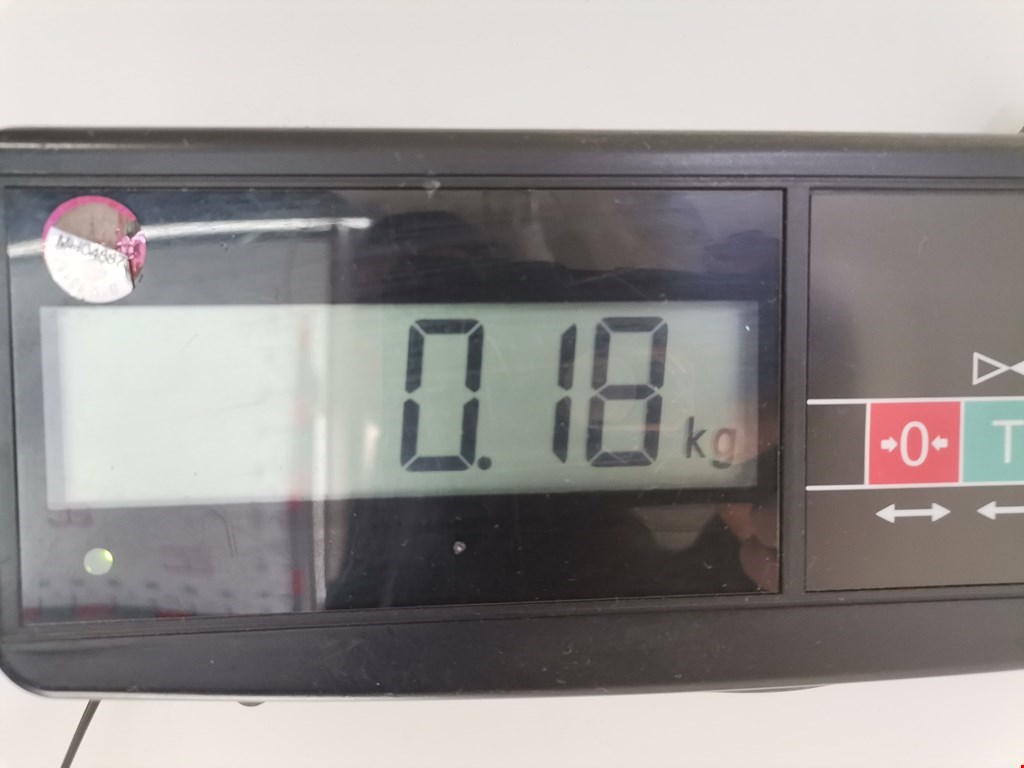 0.18 kg
→0←
T